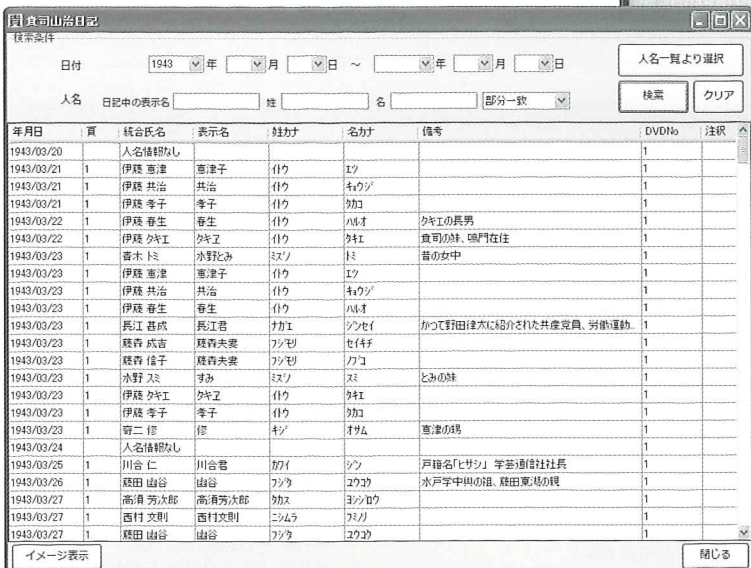 貴司山治日記
検索条件
日付 1943 年 月 日 ～ 年 月 日 人名一覧より選択
人名 日記中の表示名 姓 名 部分一致 検索 クリア
年月日 頁 統合氏名 表示名 姓カナ 名カナ 備考 DVDNo 注釈
1943/03/20 人名情報なし 1
1943/03/21 1 伊藤 恵津 恵津子 イトウ エツ 1
1943/03/21 1 伊藤 共治 共治 イトウ キョウジ 1
1943/03/21 1 伊藤 孝子 孝子 イトウ タカコ 1
1943/03/22 1 伊藤 春生 春生 イトウ ハルオ タキエの長男 1
1943/03/22 1 伊藤 タキエ タキヱ イトウ タキエ 貴司の妹、鳴門在住 1
1943/03/23 1 青木 トミ 水野とみ ミズノ トミ 昔の女中 1
1943/03/23 1 伊藤 恵津 恵津子 イトウ エツ 1
1943/03/23 1 伊藤 共治 共治 イトウ キョウジ 1
1943/03/23 1 伊藤 春生 春生 イトウ ハルオ 1
1943/03/23 1 長江 甚成 長江君 ナガエ ジンセイ かつて野田律太に紹介された共産党員、労働運動.. 1
1943/03/23 1 藤森 成吉 藤森夫妻 フジモリ セイキチ 1
1943/03/23 1 藤森 信子 藤森夫妻 フジモリ ノブコ 1
1943/03/23 1 水野 スミ すみ ミズノ スミ とみの妹 1
1943/03/23 1 伊藤 タキエ タキヱ イトウ タキエ 1
1943/03/23 1 伊藤 孝子 孝子 イトウ タカコ 1
1943/03/23 1 奇二 修 修 キジ オサム 恵津の甥 1
1943/03/24 人名情報なし 1
1943/03/25 1 川合 仁 川合君 カワイ ジン 戸籍名「ヒサシ」 学芸通信社社長 1
1943/03/26 1 藤田 幽谷 幽谷 フジタ ユウコク 水戸学中興の祖、藤田東湖の親 1
1943/03/27 1 高須 芳次郎 高須芳次郎 タカス ヨシジロウ 1
1943/03/27 1 西村 文則 西村文則 ニシムラ フミノリ 1
1943/03/27 1 藤田 幽谷 幽谷 フジタ ユウコク 1
イメージ表示 閉じる